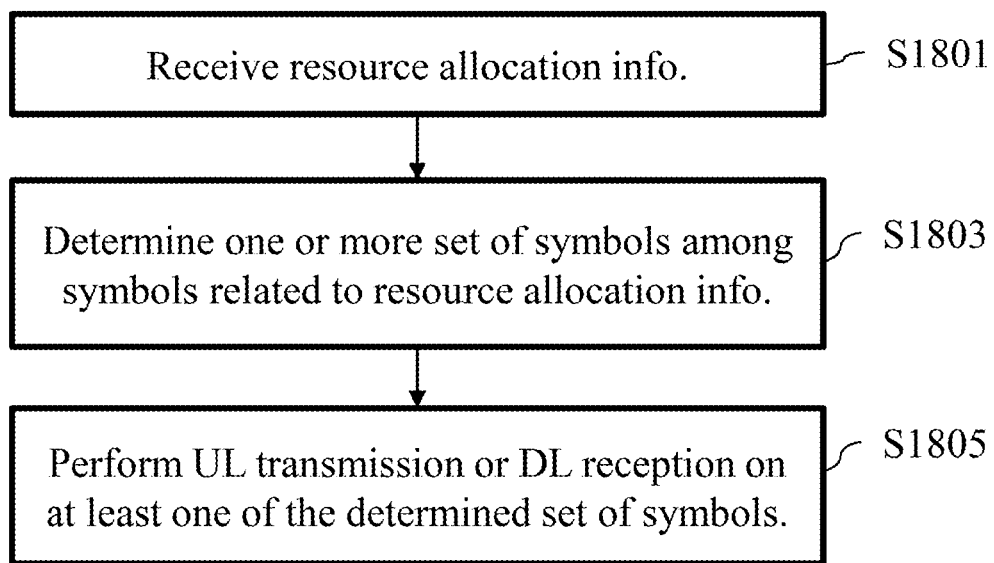 Receive resource allocation info.
S1801
Determine one or more set of symbols among
symbols related to resource allocation info.
S1803
Perform UL transmission or DL reception on
at least one of the determined set of symbols.
S1805